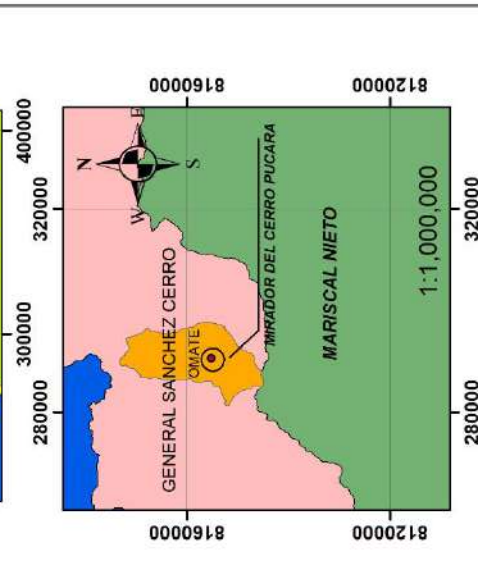 400000
300000
8160000
8120000
320000
280000
N
E
W
S
GENERAL SANCHEZ CERRO
OMATE
MIRADOR DEL CERRO PUCARA
MARISCAL NIETO
1:1,000,000
320000
280000
8160000
8120000